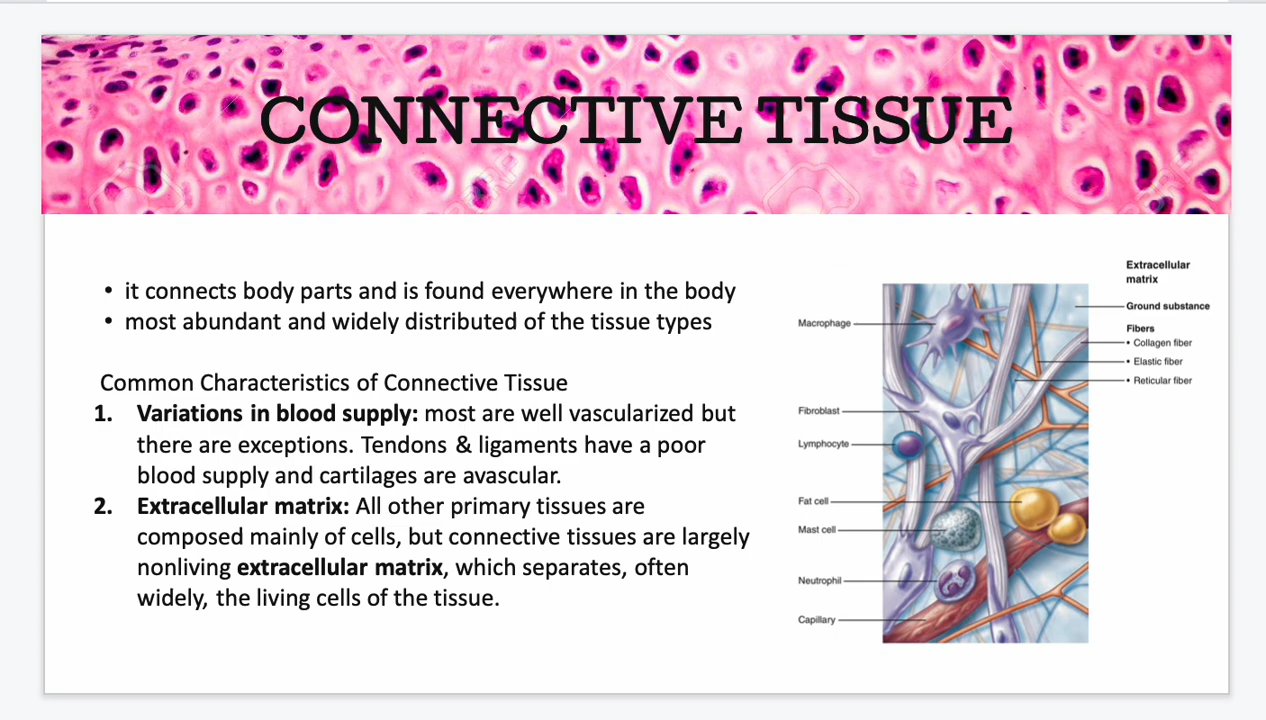 CONNECTIVE TISSUE
• it connects body parts and is found everywhere in the body
• most abundant and widely distributed of the tissue types
Common Characteristics of Connective Tissue
1. Variations in blood supply: most are well vascularized but
there are exceptions. Tendons & ligaments have a poor
blood supply and cartilages are avascular.
2. Extracellular matrix: All other primary tissues are
composed mainly of cells, but connective tissues are largely
nonliving extracellular matrix, which separates, often
widely, the living cells of the tissue.
Macrophage
Fibroblast
Lymphocyte
Fat cell
Mast cell
Neutrophil
Capillary
Extracellular
matrix
Ground substance
Fibers
• Collagen fiber
• Elastic fiber
• Reticular fiber